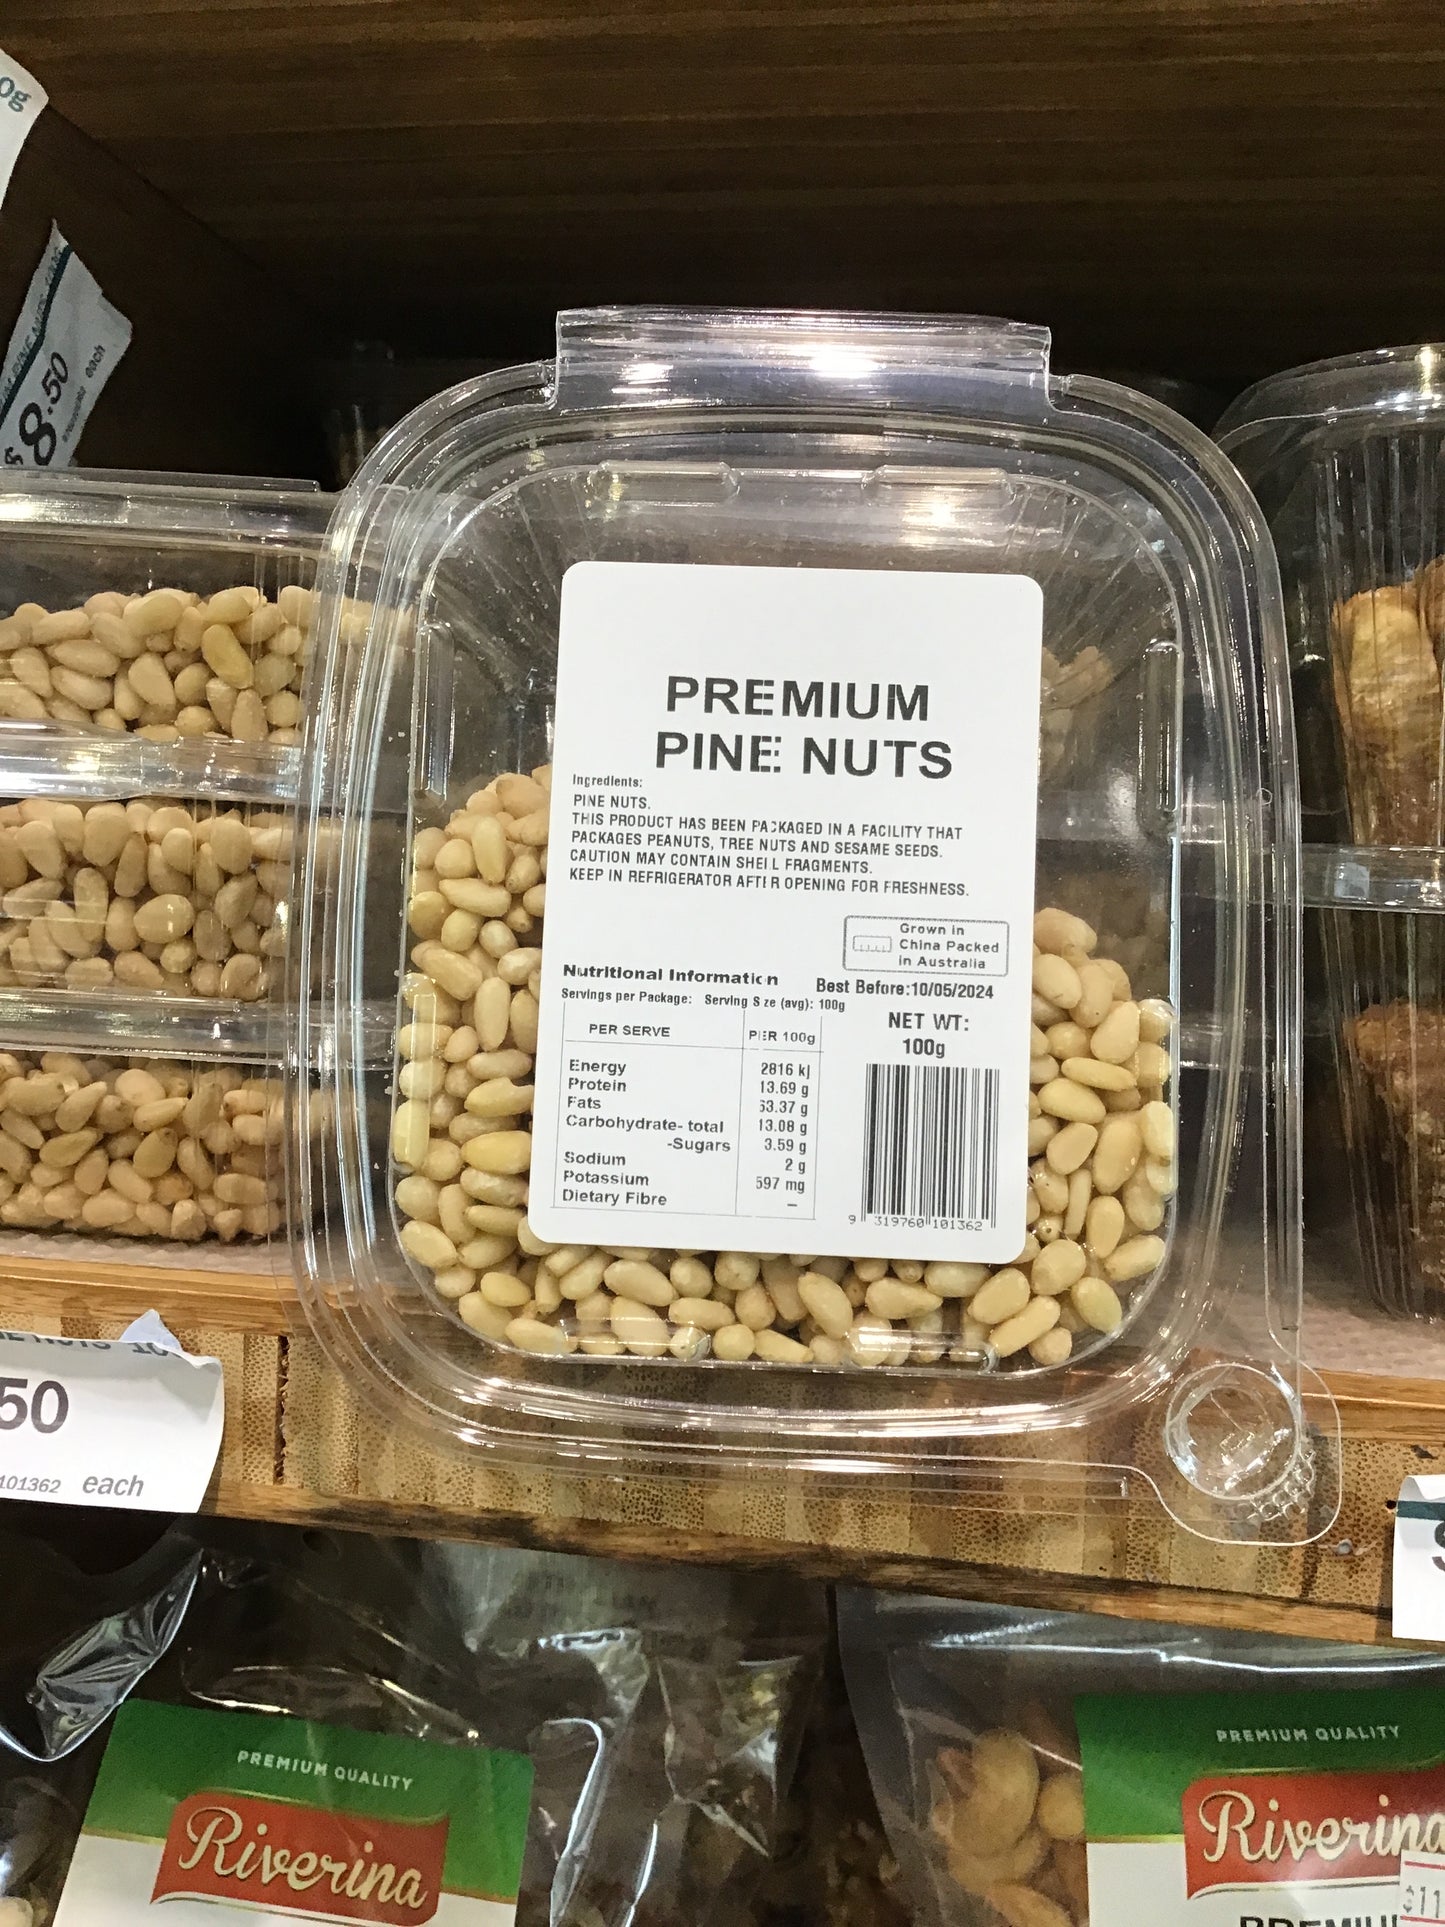 0g
$8.50
each
PREMIUM
PINE NUTS
Ingredients:
PINE NUTS.
THIS PRODUCT HAS BEEN PACKAGED IN A FACILITY THAT
PACKAGES PEANUTS, TREE NUTS AND SESAME SEEDS.
CAUTION MAY CONTAIN SHELL FRAGMENTS.
KEEP IN REFRIGERATOR AFTER OPENING FOR FRESHNESS.
Grown in
China Packed
in Australia
Nutritional Information
Best Before:10/05/2024
Servings per Package: Serving Size (avg): 100g
NET WT:
100g
PER SERVE PER 100g
Energy 2816 kj
Protein 13.69 g
Fats 63.37 g
Carbohydrate- total 13.08 g
-Sugars 3.59 g
Sodium 2 g
Potassium 597 mg
Dietary Fibre –
9 319760 101362
50
101362 each
PREMIUM QUALITY
Riverina
PREMIUM QUALITY
Riverina
$11